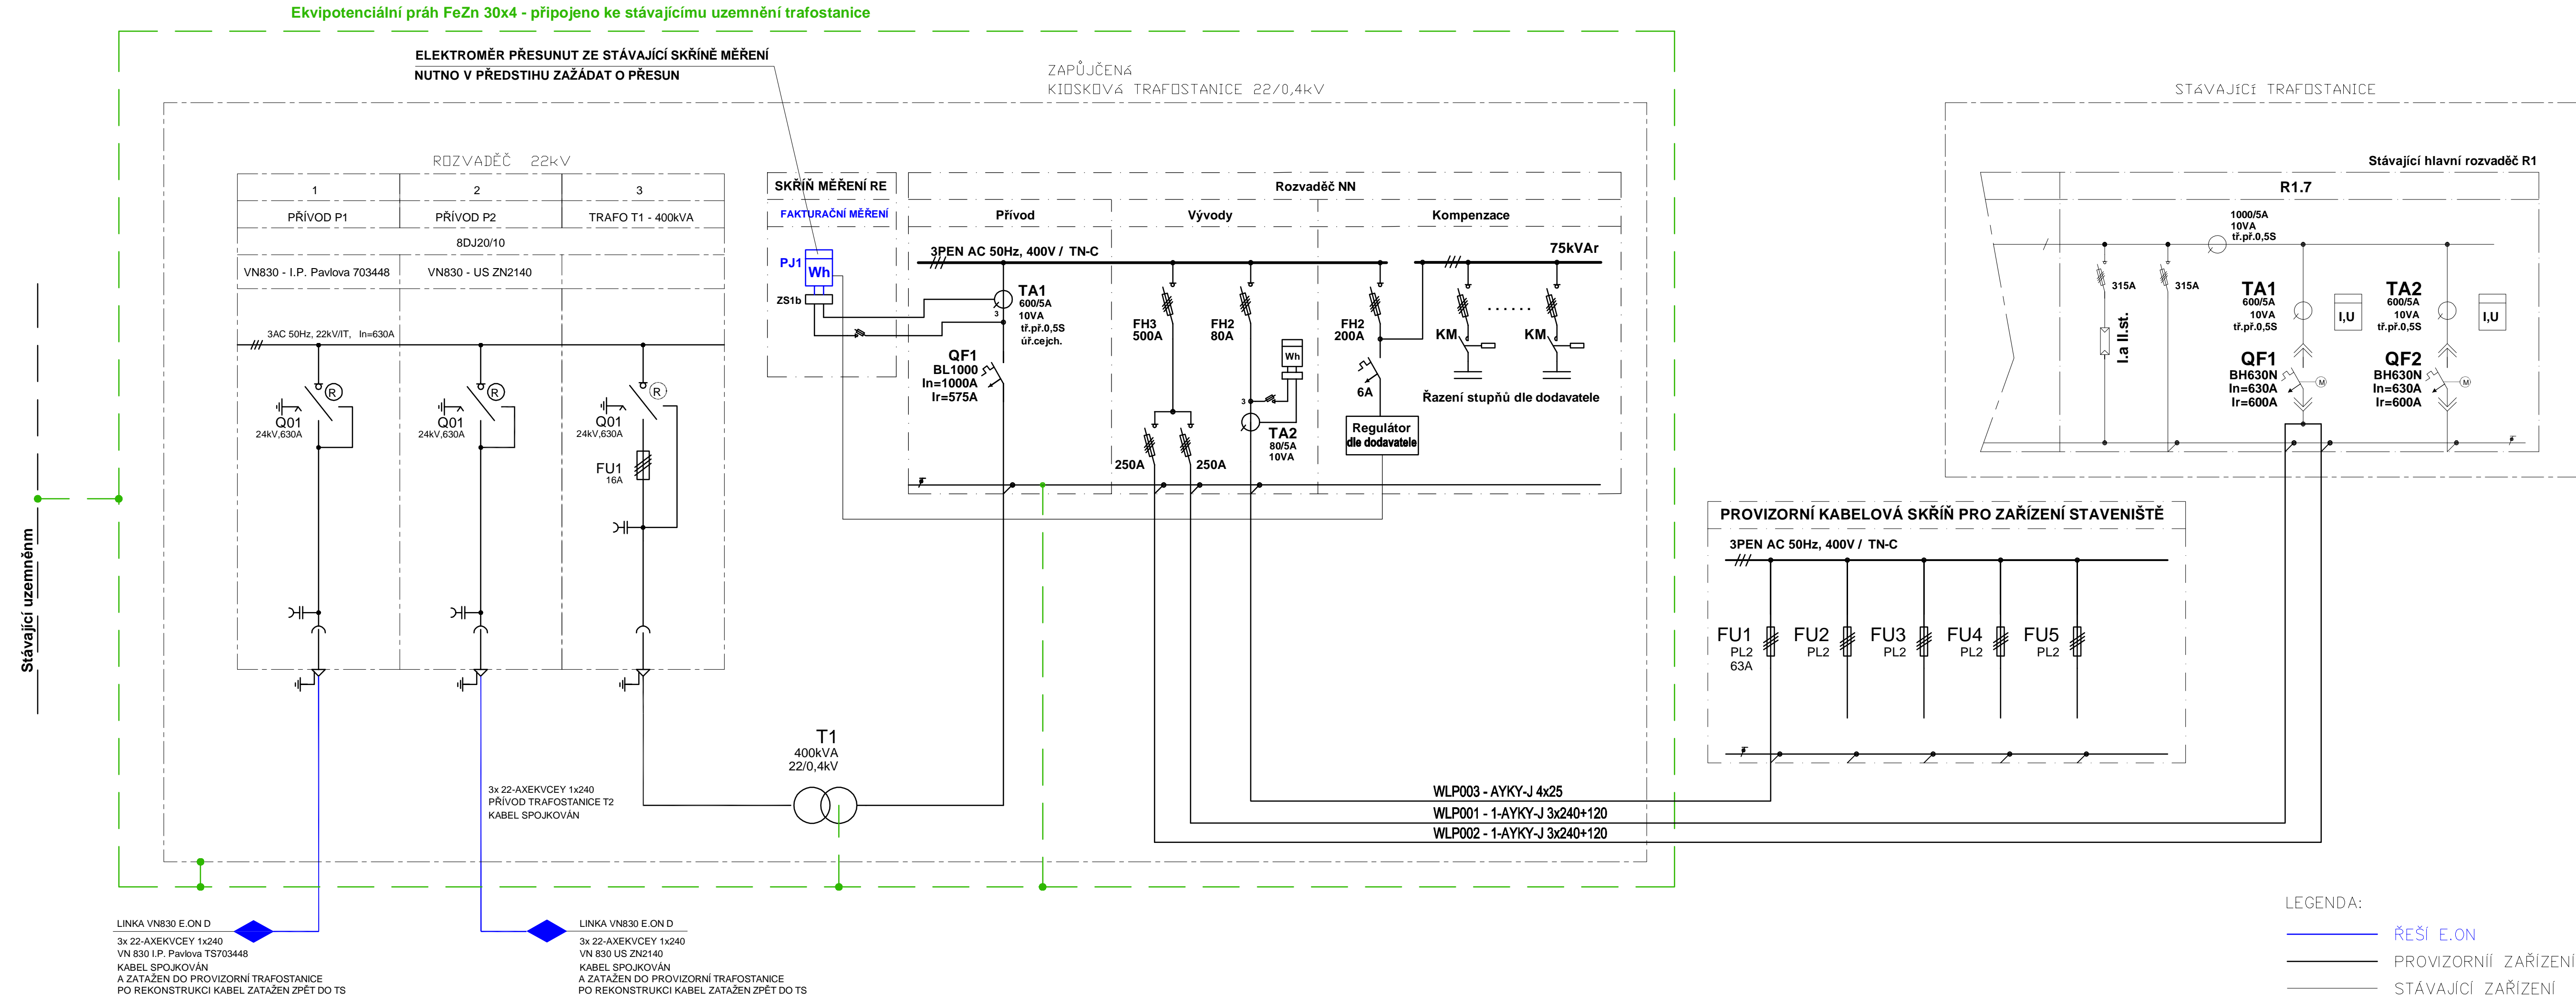 Ekvipotenciální práh FeZn 30x4 - připojeno ke stávajícímu uzemnění trafostanice
ELEKTROMĚR PŘESUNUT ZE STÁVAJÍCÍ SKŘÍNĚ MĚŘENÍ
NUTNO V PŘEDSTIHU ZAŽÁDAT O PŘESUN
ZAPŮJČENÁ
KIOSKOVÁ TRAFOSTANICE 22/0,4kV
STÁVAJÍCÍ TRAFOSTANICE
Stávající uzemněnm
ROZVADĚČ 22kV
1
2
3
PŘÍVOD P1
PŘÍVOD P2
TRAFO T1 - 400kVA
8DJ20/10
VN830 - I.P. Pavlova 703448
VN830 - US ZN2140
3AC 50Hz, 22kV/IT, In=630A
R
Q01
24kV,630A
R
Q01
24kV,630A
R
Q01
24kV,630A
FU1
16A
SKŘÍŇ MĚŘENÍ RE
FAKTURAČNÍ MĚŘENÍ
PJ1
Wh
ZS1b
Rozvaděč NN
Přívod
Vývody
Kompenzace
3PEN AC 50Hz, 400V / TN-C
75kVAr
TA1
600/5A
10VA
3
tř.př.0,5S
úř.cejch.
QF1
BL1000
In=1000A
Ir=575A
FH3
500A
250A
250A
FH2
80A
Wh
3
TA2
80/5A
10VA
FH2
200A
6A
Regulátor
dle dodavatele
KM
......
KM
Řazení stupňů dle dodavatele
Stávající hlavní rozvaděč R1
R1.7
1000/5A
10VA
tř.př.0,5S
315A
315A
I.a II.st.
TA1
600/5A
10VA
tř.př.0,5S
I,U
QF1
BH630N
In=630A
Ir=600A
M
TA2
600/5A
10VA
tř.př.0,5S
I,U
QF2
BH630N
In=630A
Ir=600A
M
PROVIZORNÍ KABELOVÁ SKŘÍŇ PRO ZAŘÍZENÍ STAVENIŠTĚ
3PEN AC 50Hz, 400V / TN-C
FU1
PL2
63A
FU2
PL2
FU3
PL2
FU4
PL2
FU5
PL2
T1
400kVA
22/0,4kV
3x 22-AXEKVCEY 1x240
PŘÍVOD TRAFOSTANICE T2
KABEL SPOJKOVÁN
WLP003 - AYKY-J 4x25
WLP001 - 1-AYKY-J 3x240+120
WLP002 - 1-AYKY-J 3x240+120
LINKA VN830 E.ON D
3x 22-AXEKVCEY 1x240
VN 830 I.P. Pavlova TS703448
KABEL SPOJKOVÁN
A ZATAŽEN DO PROVIZORNÍ TRAFOSTANICE
PO REKONSTRUKCI KABEL ZATAŽEN ZPĚT DO TS
LINKA VN830 E.ON D
3x 22-AXEKVCEY 1x240
VN 830 US ZN2140
KABEL SPOJKOVÁN
A ZATAŽEN DO PROVIZORNÍ TRAFOSTANICE
PO REKONSTRUKCI KABEL ZATAŽEN ZPĚT DO TS
LEGENDA:
ŘEŠÍ E.ON
PROVIZORNÍÍ ZAŘÍZENÍ
STÁVAJÍCÍ ZAŘÍZENÍ